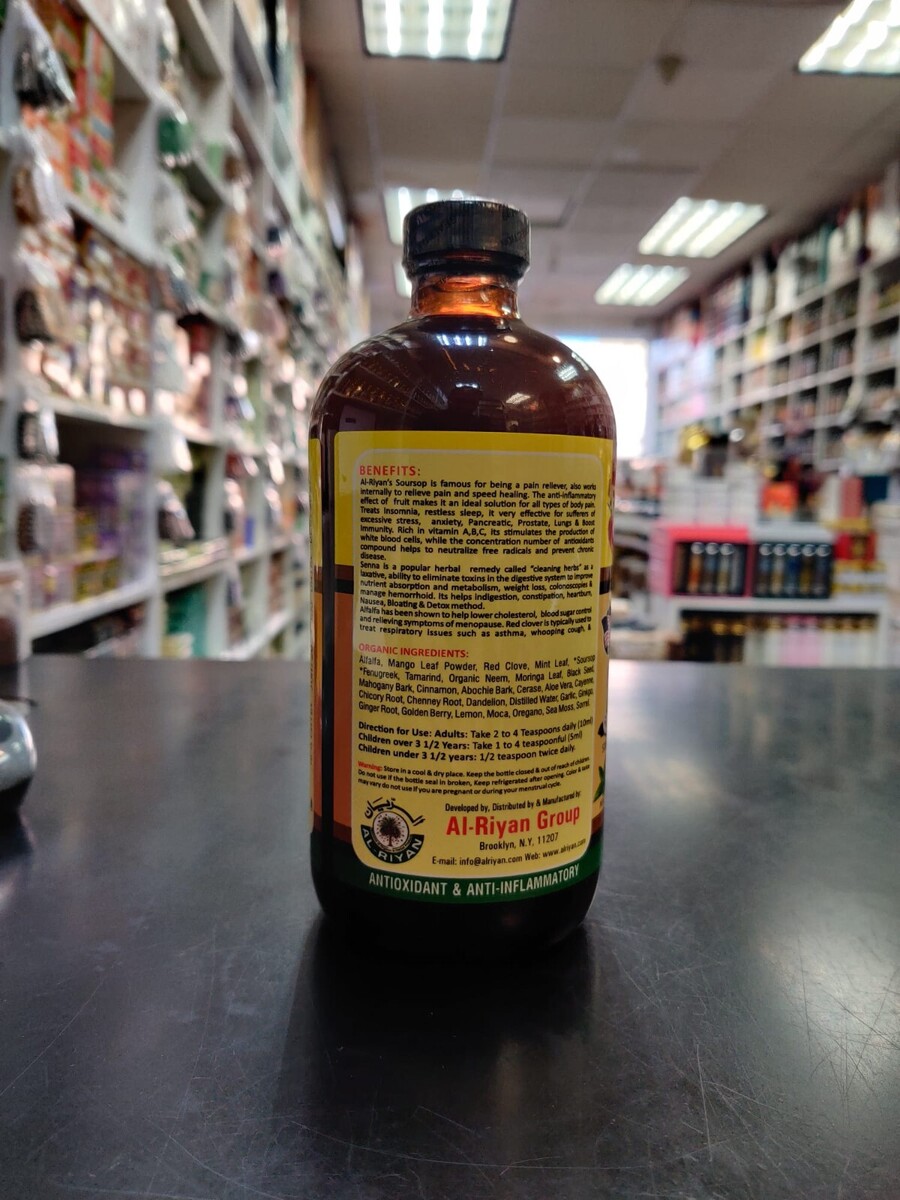 BENEFITS:
Al-Riyan's Soursop is famous for being a pain reliever, also works
internally to relieve pain and speed healing. The anti-inflammatory
effect of fruit makes it an ideal solution for all types of body pain.
Treats Insomnia, restless sleep, it very effective for sufferers of
excessive stress, anxiety, Pancreatic, Prostate, Lungs & Boost
Immunity. Rich in vitamin A,B,C, its stimulates the production of
white blood cells, while the concentration number of antioxidants
compound helps to neutralize free radicals and prevent chronic
disease.
Senna is a popular herbal remedy called "cleaning herbs" as a
laxative, ability to eliminate toxins in the digestive system to improve
nutrient absorption and metabolism, weight loss, colonoscopies &
manage hemorrhoid. Its helps indigestion, constipation, heartburn,
Nausea, Bloating & Detox method.
Alfalfa has been shown to help lower cholesterol, blood sugar control
and relieving symptoms of menopause. Red clover is typically used to
treat respiratory issues such as asthma, whooping cough, &
ORGANIC INGREDIENTS:
Alfalfa, Mango Leaf Powder, Red Clove, Mint Leaf, *Soursop
*Fenugreek, Tamarind, Organic Neem, Moringa Leaf, Black Seed,
Mahogany Bark, Cinnamon, Abochie Bark, Cerase, Aloe Vera, Cayenne,
Chicory Root, Chenney Root, Dandelion, Distilled Water, Garlic, Ginkgo,
Ginger Root, Golden Berry, Lemon, Moca, Oregano, Sea Moss, Sorrel.
Direction for Use: Adults: Take 2 to 4 Teaspoons daily (10ml)
Children over 3 1/2 Years: Take 1 to 4 teaspoonful (5ml)
Children under 3 1/2 years: 1/2 teaspoon twice daily.
Warning: Store in a cool & dry place. Keep the bottle closed & out of reach of children.
Do not use if the bottle seal in broken, Keep refrigerated after opening. Color & taste
may vary do not use if you are pregnant or during your menstrual cycle.
AL-RIYAN
Developed by, Distributed by & Manufactured by:
Al-Riyan Group
Brooklyn, N.Y. 11207
E-mail: info@alriyan.com Web: www.alriyan.com
ANTIOXIDANT & ANTI-INFLAMMATORY